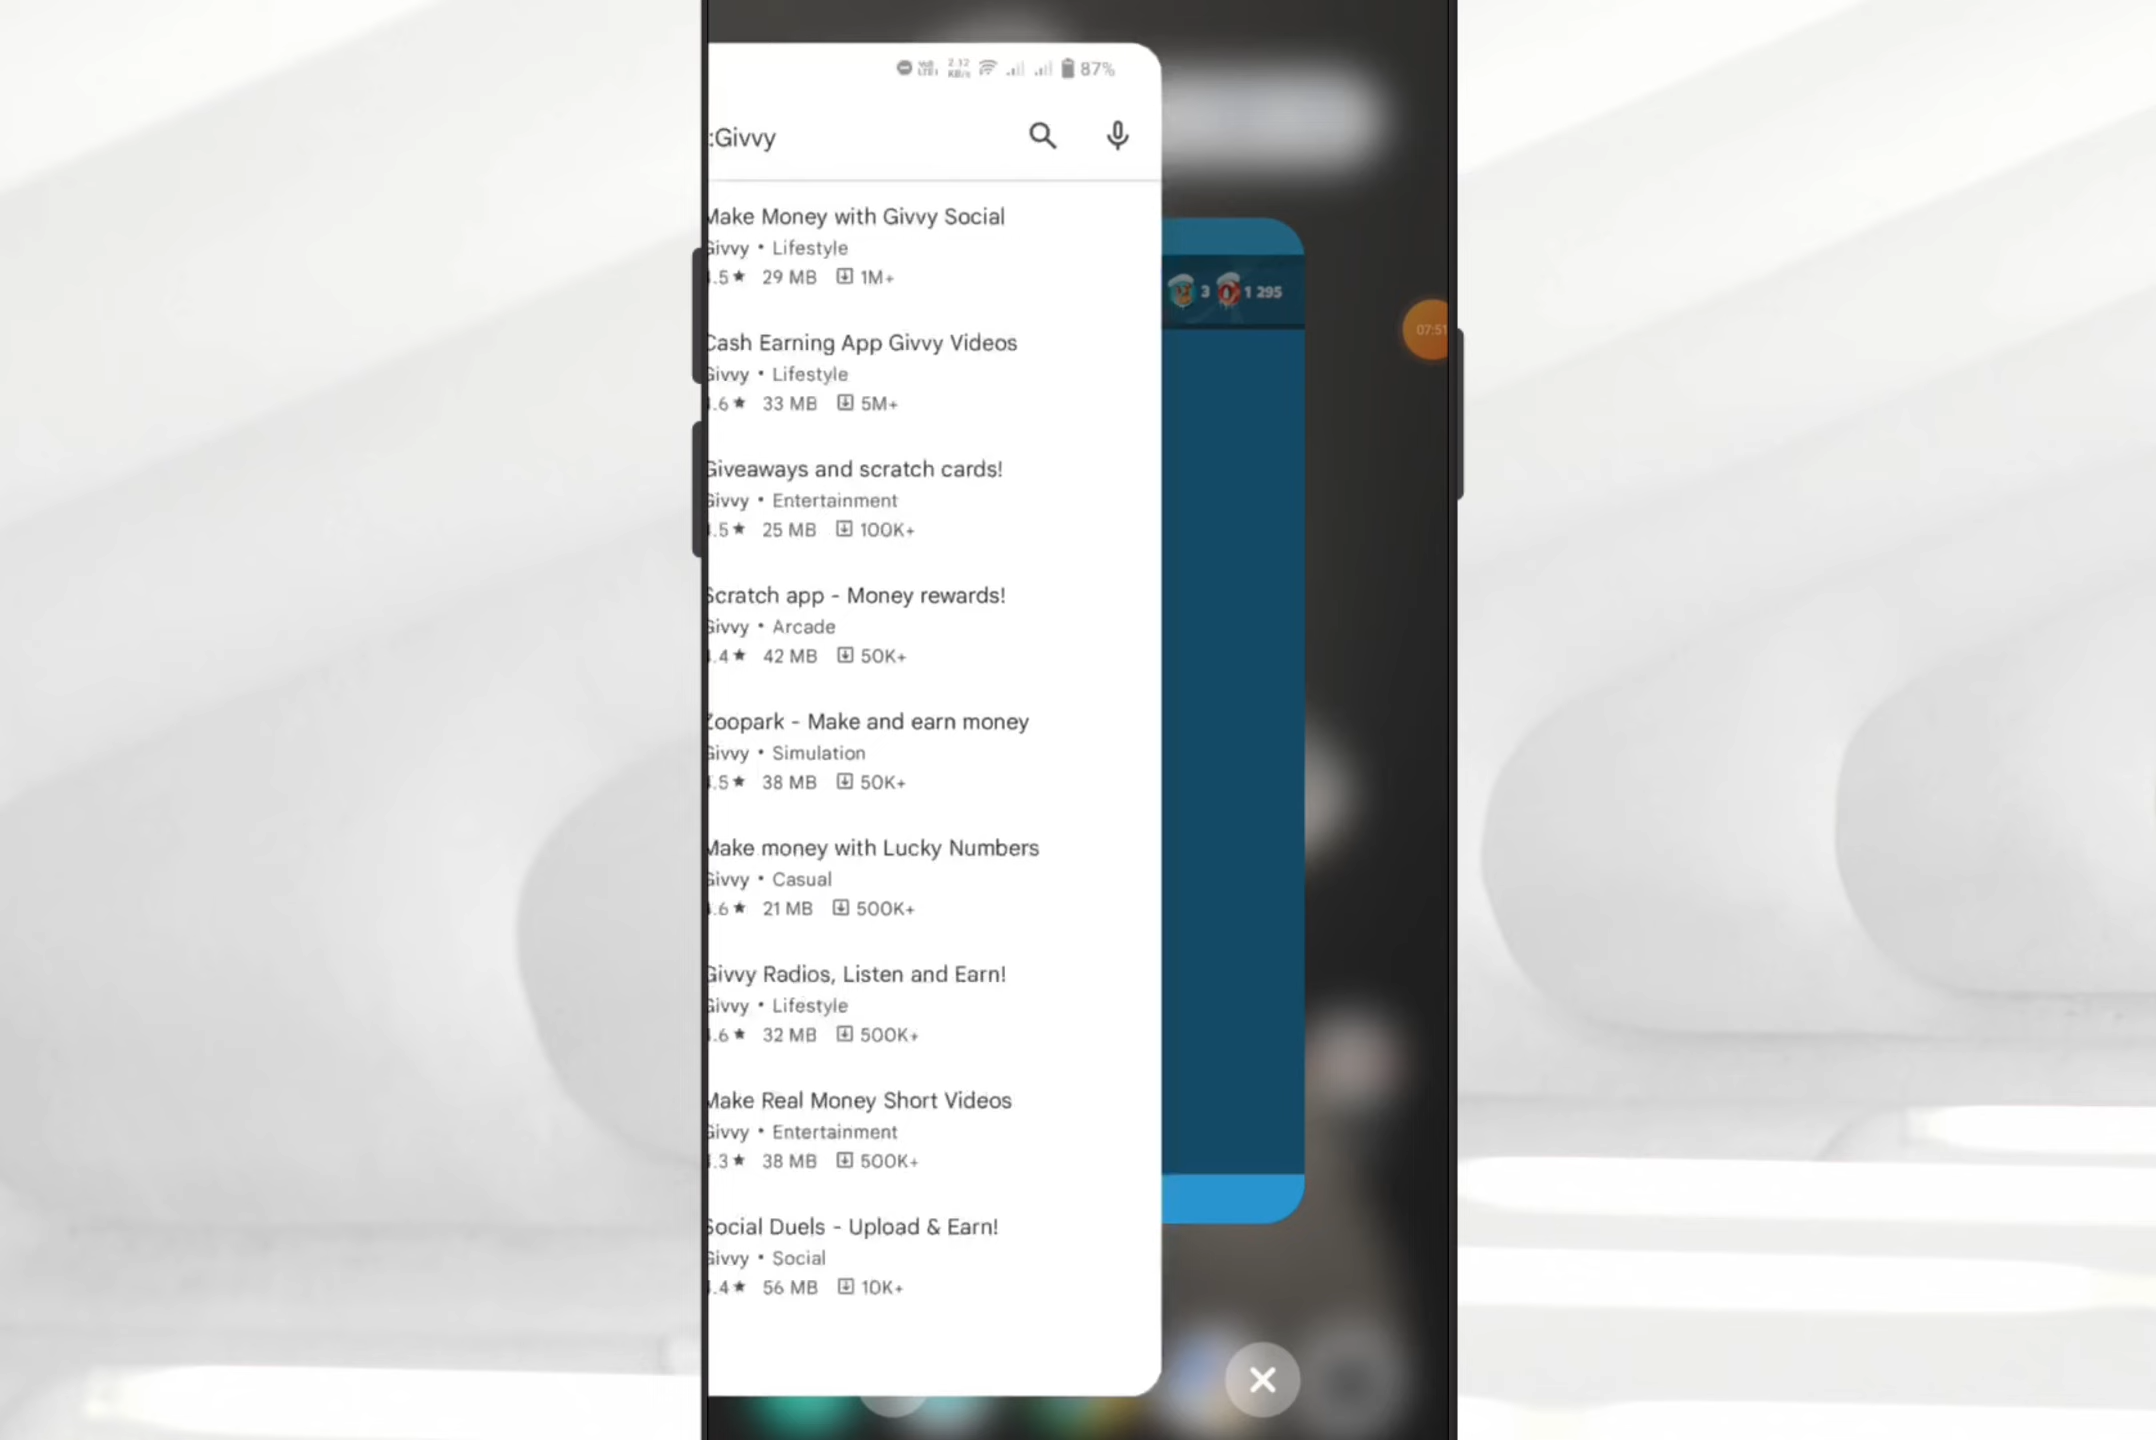 87%
:Givvy
Make Money with Givvy Social
Givvy • Lifestyle
.5★ 29 MB 1M+
Cash Earning App Givvy Videos
Givvy • Lifestyle
.6★ 33 MB 5M+
Giveaways and scratch cards!
Givvy • Entertainment
.5★ 25 MB 100K+
Scratch app - Money rewards!
Givvy • Arcade
.4★ 42 MB 50K+
Zoopark - Make and earn money
Givvy • Simulation
.5★ 38 MB 50K+
Make money with Lucky Numbers
Givvy • Casual
.6★ 21 MB 500K+
Givvy Radios, Listen and Earn!
Givvy • Lifestyle
.6★ 32 MB 500K+
Make Real Money Short Videos
Givvy • Entertainment
.3★ 38 MB 500K+
Social Duels - Upload & Earn!
Givvy • Social
.4★ 56 MB 10K+
3 1 295
07:51